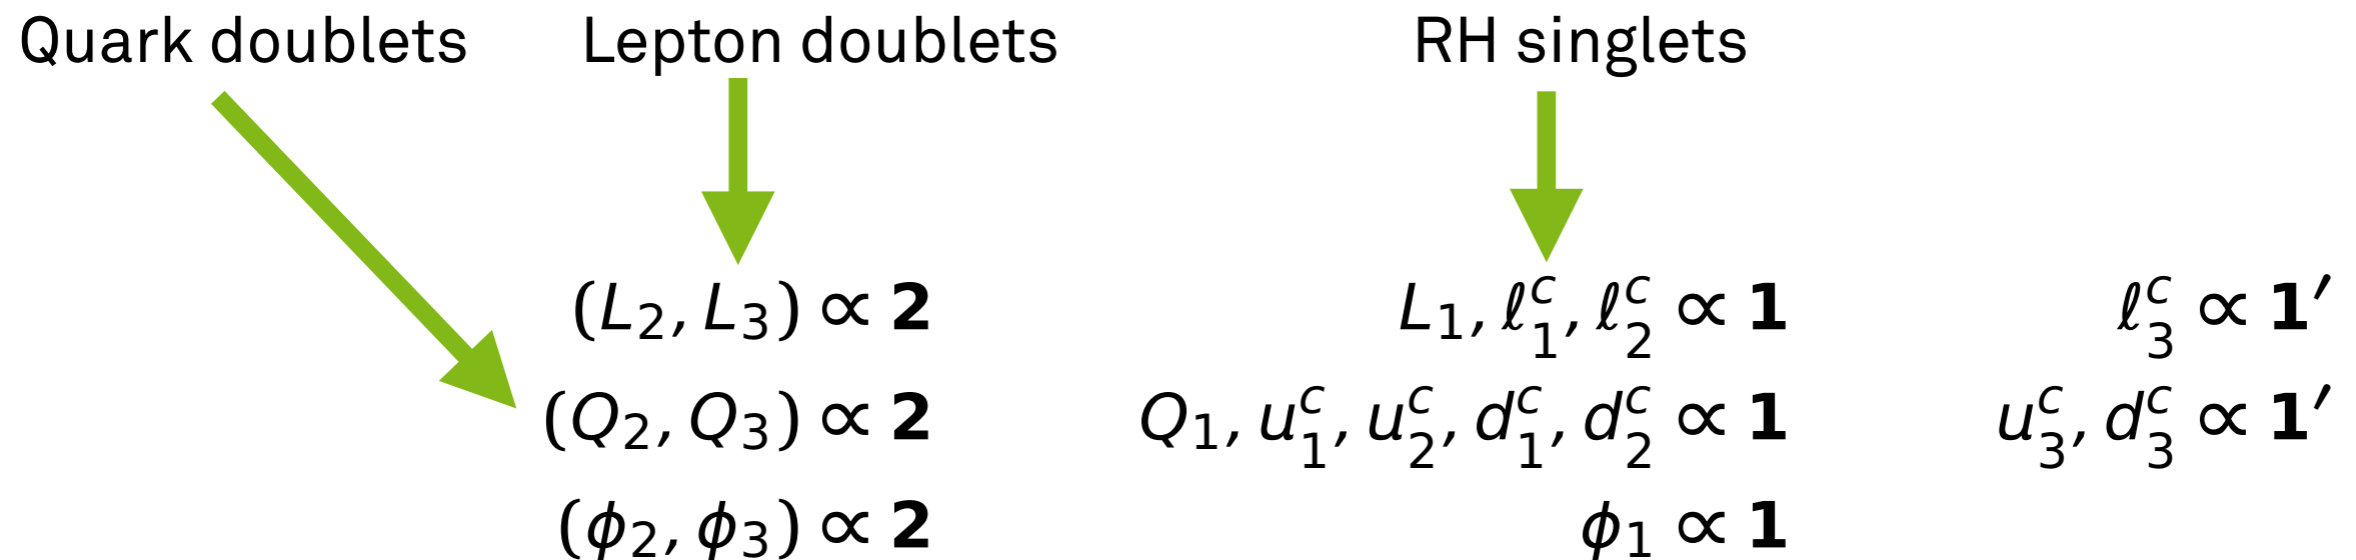 Quark doublets Lepton doublets RH singlets
(L₂, L₃) ∝ 2 L₁, ℓ₁ᶜ, ℓ₂ᶜ ∝ 1 ℓ₃ᶜ ∝ 1′
(Q₂, Q₃) ∝ 2 Q₁, u₁ᶜ, u₂ᶜ, d₁ᶜ, d₂ᶜ ∝ 1 u₃ᶜ, d₃ᶜ ∝ 1′
(ϕ₂, ϕ₃) ∝ 2 ϕ₁ ∝ 1